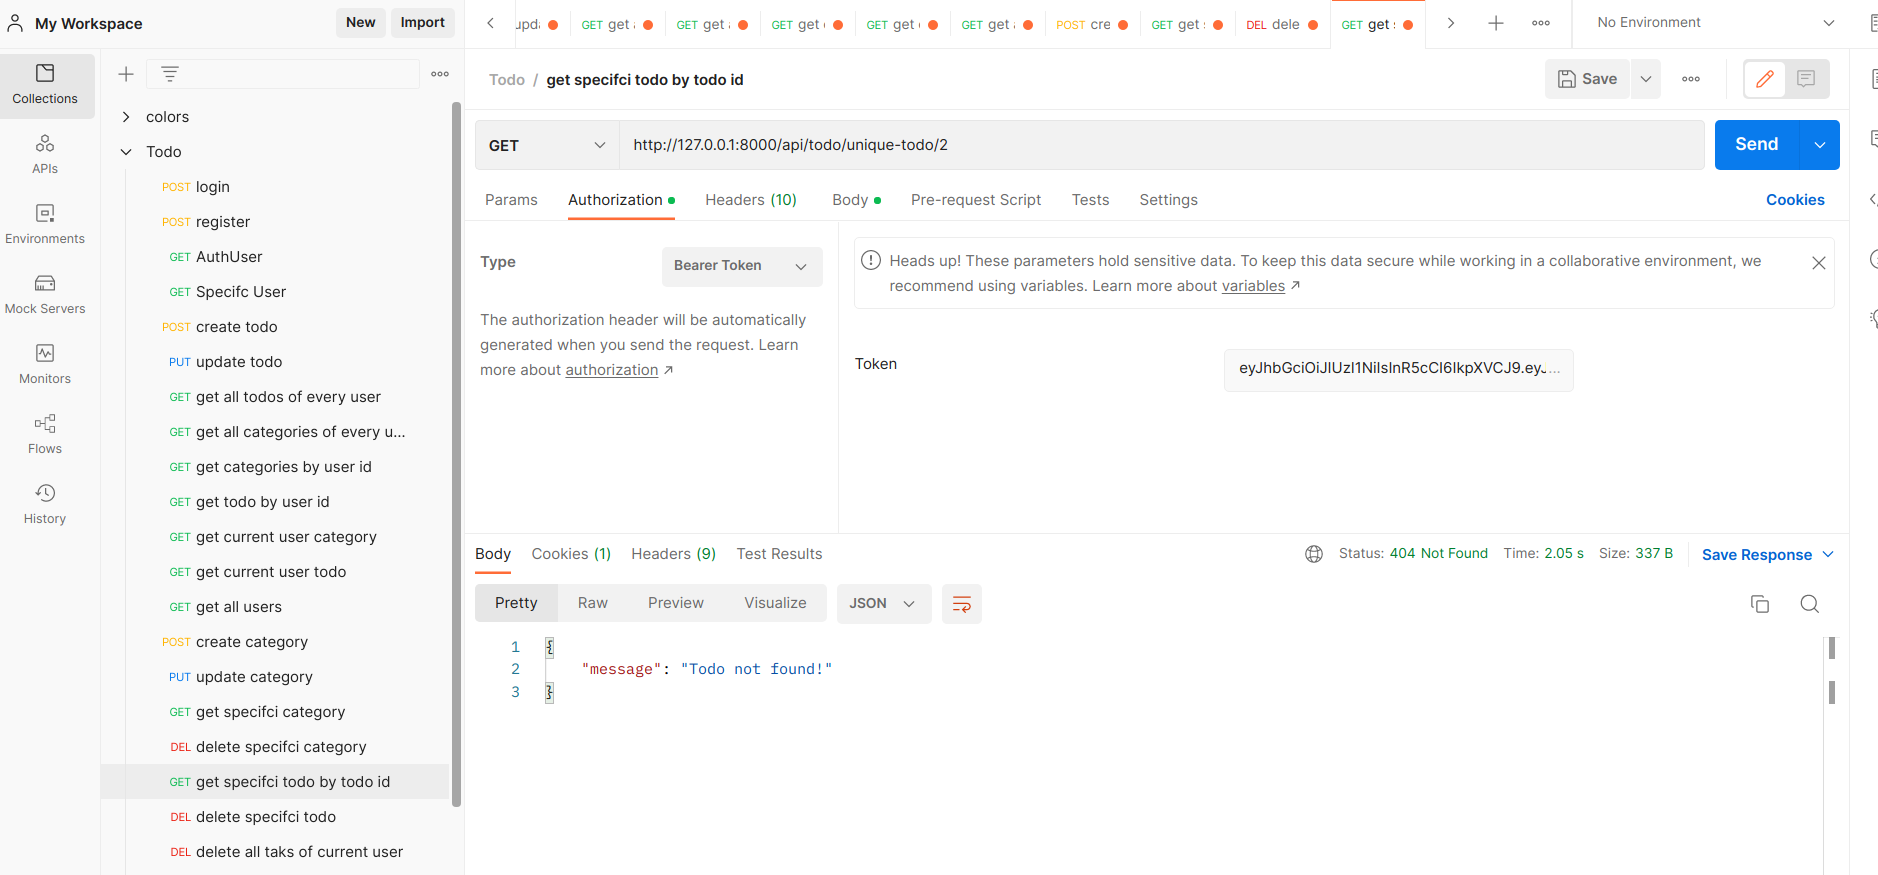 My Workspace
New
Import
upda
GET get a
GET get a
GET get c
GET get c
GET get a
POST cre
GET get s
DEL dele
GET get s
No Environment
Collections
APIs
Environments
Mock Servers
Monitors
Flows
History
colors
Todo
POST login
POST register
GET AuthUser
GET Specifc User
POST create todo
PUT update todo
GET get all todos of every user
GET get all categories of every u...
GET get categories by user id
GET get todo by user id
GET get current user category
GET get current user todo
GET get all users
POST create category
PUT update category
GET get specifci category
DEL delete specifci category
GET get specifci todo by todo id
DEL delete specifci todo
DEL delete all taks of current user
Todo / get specifci todo by todo id
Save
GET
http://127.0.0.1:8000/api/todo/unique-todo/2
Send
Params
Authorization
Headers (10)
Body
Pre-request Script
Tests
Settings
Cookies
Type
Bearer Token
The authorization header will be automatically
generated when you send the request. Learn
more about authorization ↗
Heads up! These parameters hold sensitive data. To keep this data secure while working in a collaborative environment, we
recommend using variables. Learn more about variables ↗
Token
eyJhbGciOiJIUzI1NiIsInR5cCI6IkpXVCJ9.eyJ...
Body
Cookies (1)
Headers (9)
Test Results
Status: 404 Not Found
Time: 2.05 s
Size: 337 B
Save Response
Pretty
Raw
Preview
Visualize
JSON
1 {
2 "message": "Todo not found!"
3 }